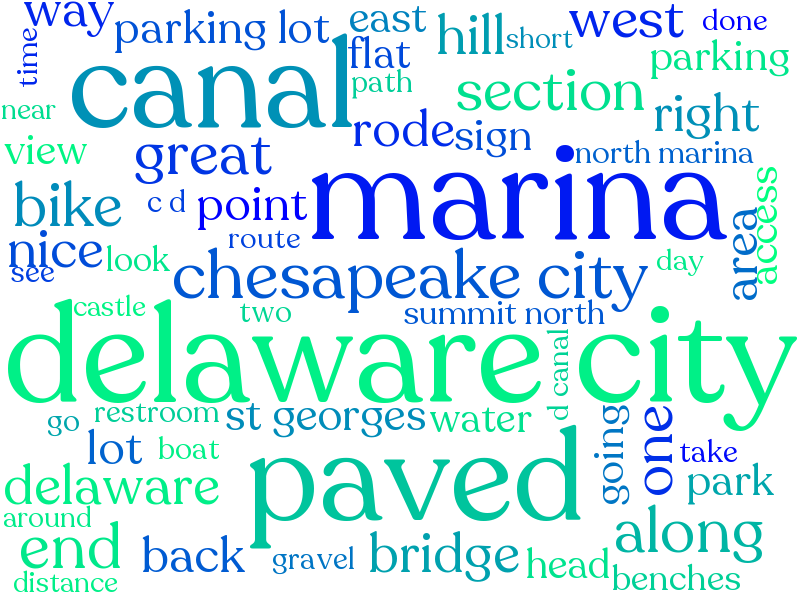 way
parking lot
east
hill
short
west
done
time
canal
flat
path
section
parking
near
view
great
rode
sign
right
north marina
bike
c d
point
marina
access
area
nice
see
look
route
chesapeake city
day
castle
two
summit north
delaware city
d canal
go
restroom
st georges
water
going
one
lot
boat
take
delaware
paved
park
around
end
back
gravel
bridge
head
along
distance
benches